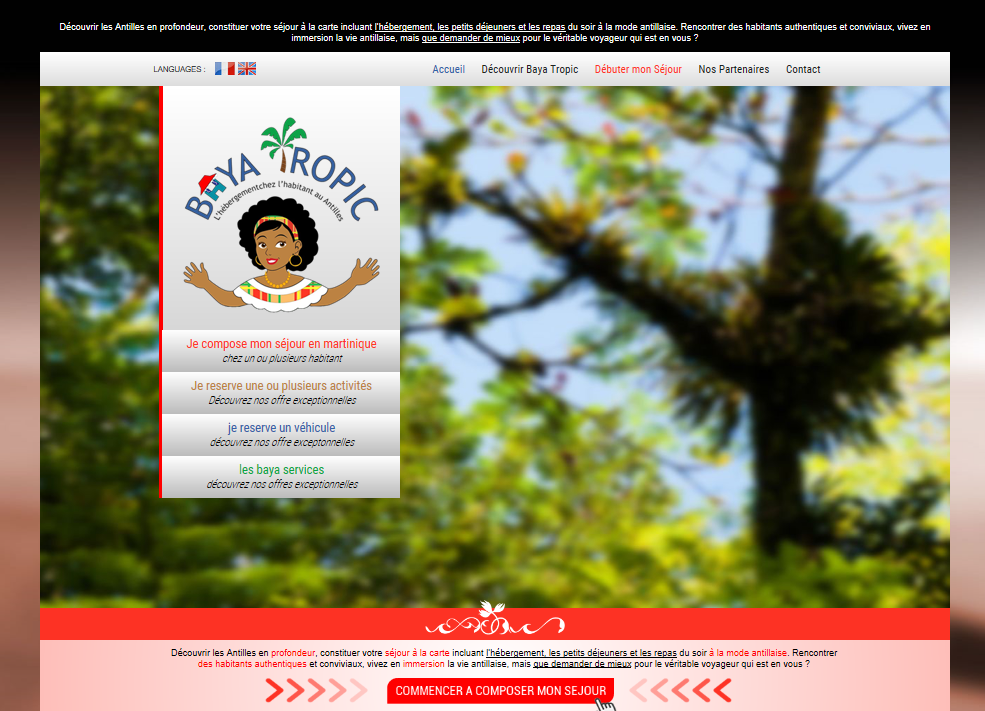 Découvrir les Antilles en profondeur, constituer votre séjour à la carte incluant l'hébergement, les petits déjeuners et les repas du soir à la mode antillaise. Rencontrer des habitants authentiques et conviviaux, vivez en
immersion la vie antillaise, mais que demander de mieux pour le véritable voyageur qui est en vous ?
LANGUAGES :
Accueil Découvrir Baya Tropic Débuter mon Séjour Nos Partenaires Contact
BAYA TROPIC
L'hébergementchez l'habitant au Antilles
Je compose mon séjour en martinique
chez un ou plusieurs habitant
Je reserve une ou plusieurs activités
Découvrez nos offre exceptionnelles
je reserve un véhicule
découvrez nos offres exceptonnelles
les baya services
découvrez nos offres exceptionnelles
Découvrir les Antilles en profondeur, constituer votre séjour à la carte incluant l'hébergement, les petits déjeuners et les repas du soir à la mode antillaise. Rencontrer
des habitants authentiques et conviviaux, vivez en immersion la vie antillaise, mais que demander de mieux pour le véritable voyageur qui est en vous ?
COMMENCER A COMPOSER MON SEJOUR